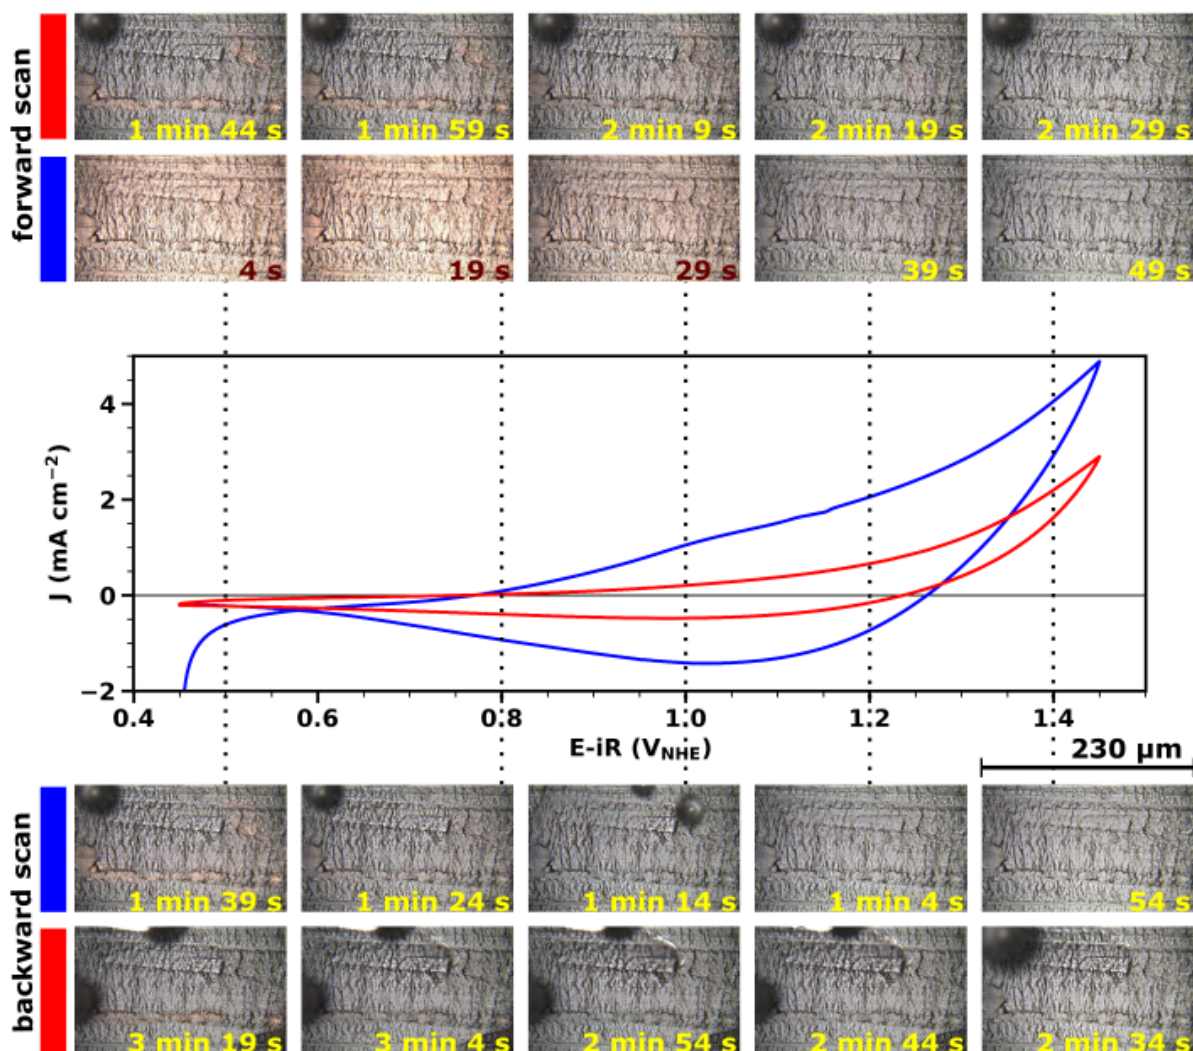 forward scan
1 min 44 s
1 min 59 s
2 min 9 s
2 min 19 s
2 min 29 s
4 s
19 s
29 s
39 s
49 s
J (mA cm⁻²)
4
2
0
−2
0.4
0.6
0.8
1.0
1.2
1.4
E-iR (V_NHE)
230 µm
backward scan
1 min 39 s
1 min 24 s
1 min 14 s
1 min 4 s
54 s
3 min 19 s
3 min 4 s
2 min 54 s
2 min 44 s
2 min 34 s